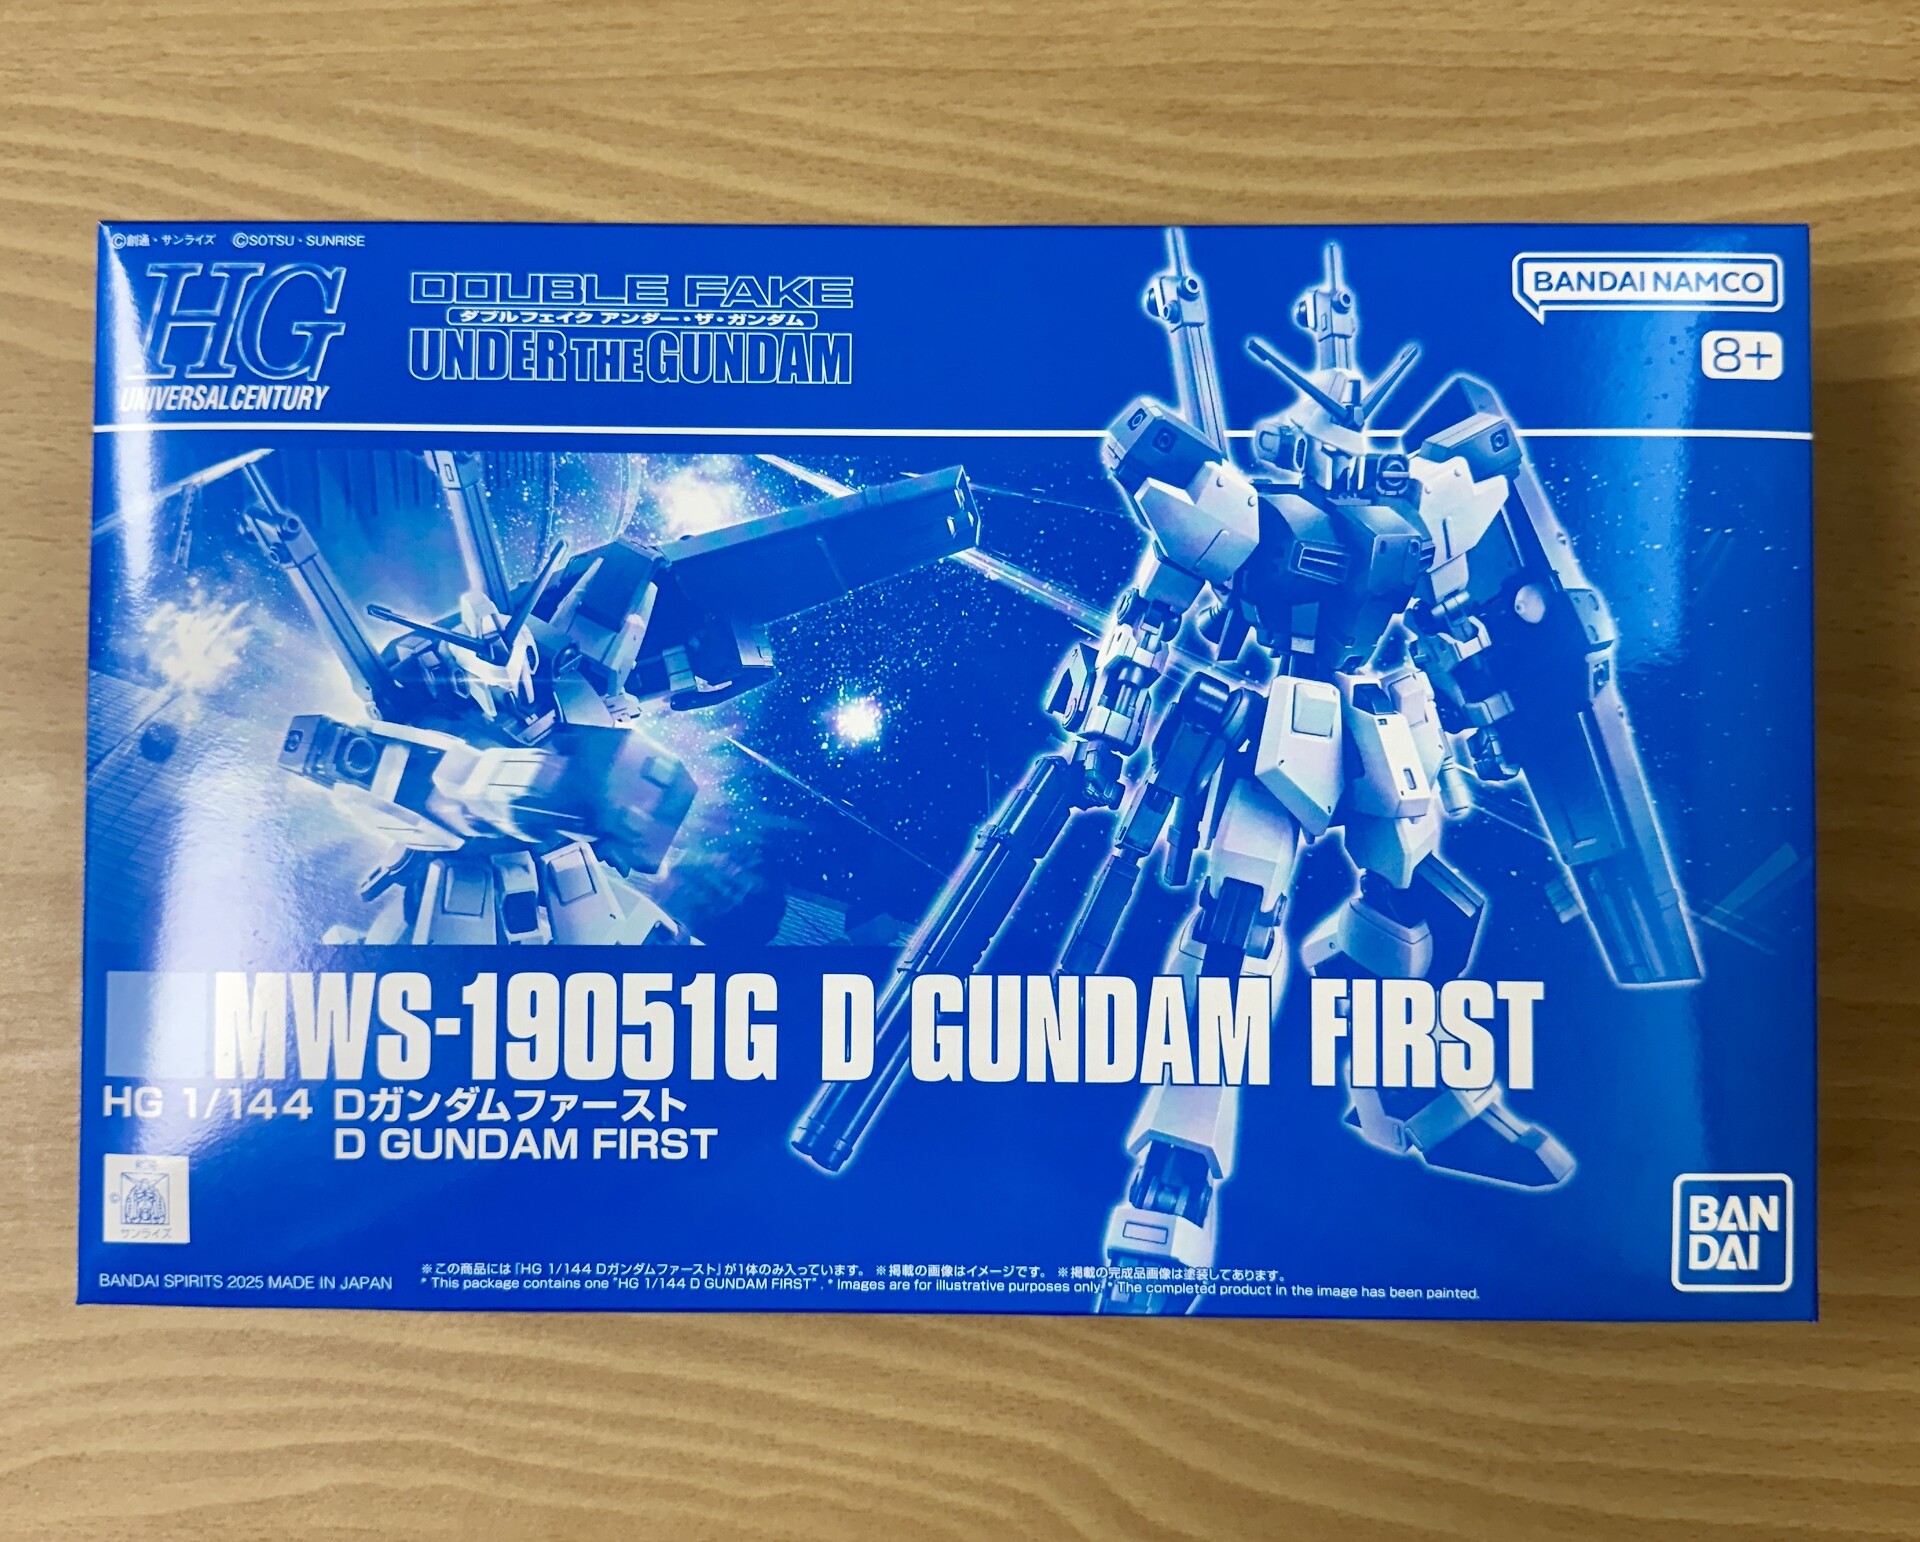 ©創通・サンライズ ©SOTSU・SUNRISE
HG
UNIVERSAL CENTURY
DOUBLE FAKE
ダブルフェイク アンダー・ザ・ガンダム
UNDER THE GUNDAM
BANDAI NAMCO
8+
MWS-19051G D GUNDAM FIRST
HG 1/144 Dガンダムファースト
D GUNDAM FIRST
サンライズ
BANDAI SPIRITS 2025 MADE IN JAPAN
※この商品には「HG 1/144 Dガンダムファースト」が1体のみ入っています。 ※掲載の画像はイメージです。 ※掲載の完成品画像は塗装してあります。
* This package contains one "HG 1/144 D GUNDAM FIRST". * Images are for illustrative purposes only. * The completed product in the image has been painted.
BAN
DAI